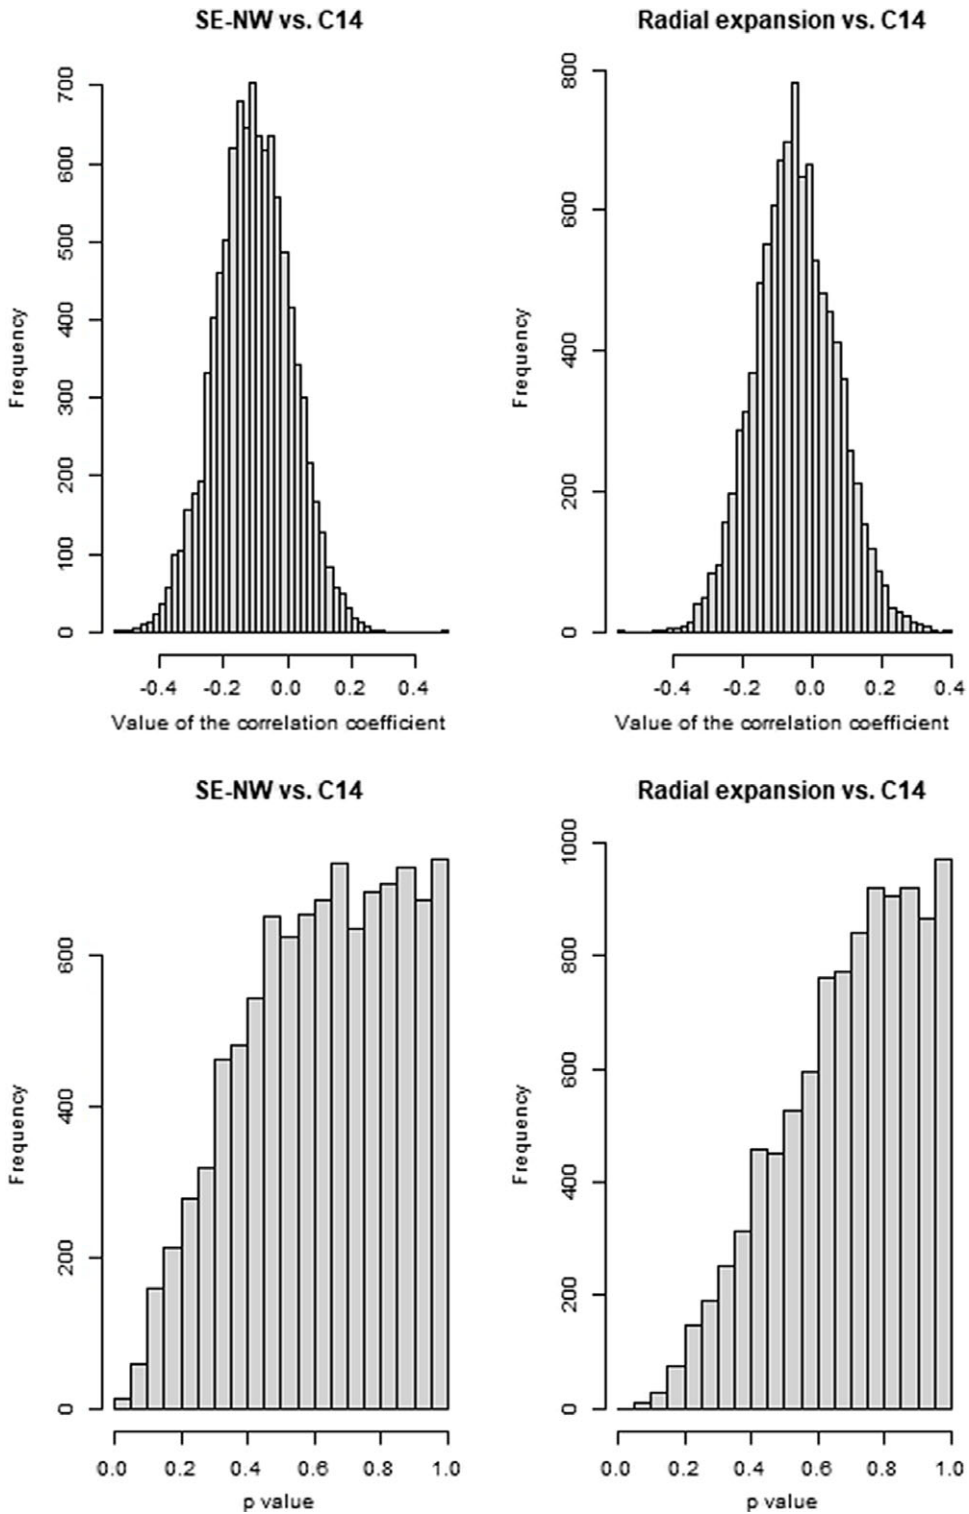 SE-NW vs. C14
Radial expansion vs. C14
Frequency
0 100 200 300 400 500 600 700
-0.4 -0.2 0.0 0.2 0.4
Value of the correlation coefficient
Frequency
0 200 400 600 800
-0.4 -0.2 0.0 0.2 0.4
Value of the correlation coefficient
SE-NW vs. C14
Radial expansion vs. C14
Frequency
0 200 400 600
0.0 0.2 0.4 0.6 0.8 1.0
p value
Frequency
0 200 400 600 800 1000
0.0 0.2 0.4 0.6 0.8 1.0
p value